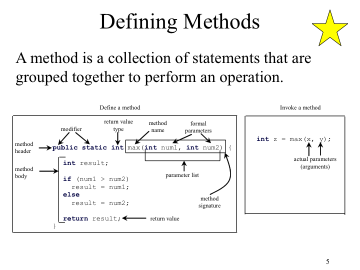 Defining Methods
A method is a collection of statements that are
grouped together to perform an operation.
Define a method
Invoke a method
modifier
return value
type
method
name
formal
parameters
method
header
public static int max(int num1, int num2) {
method
body
int result;
parameter list
if (num1 > num2)
result = num1;
else
result = num2;
method
signature
return result;
return value
}
int z = max(x, y);
actual parameters
(arguments)
5